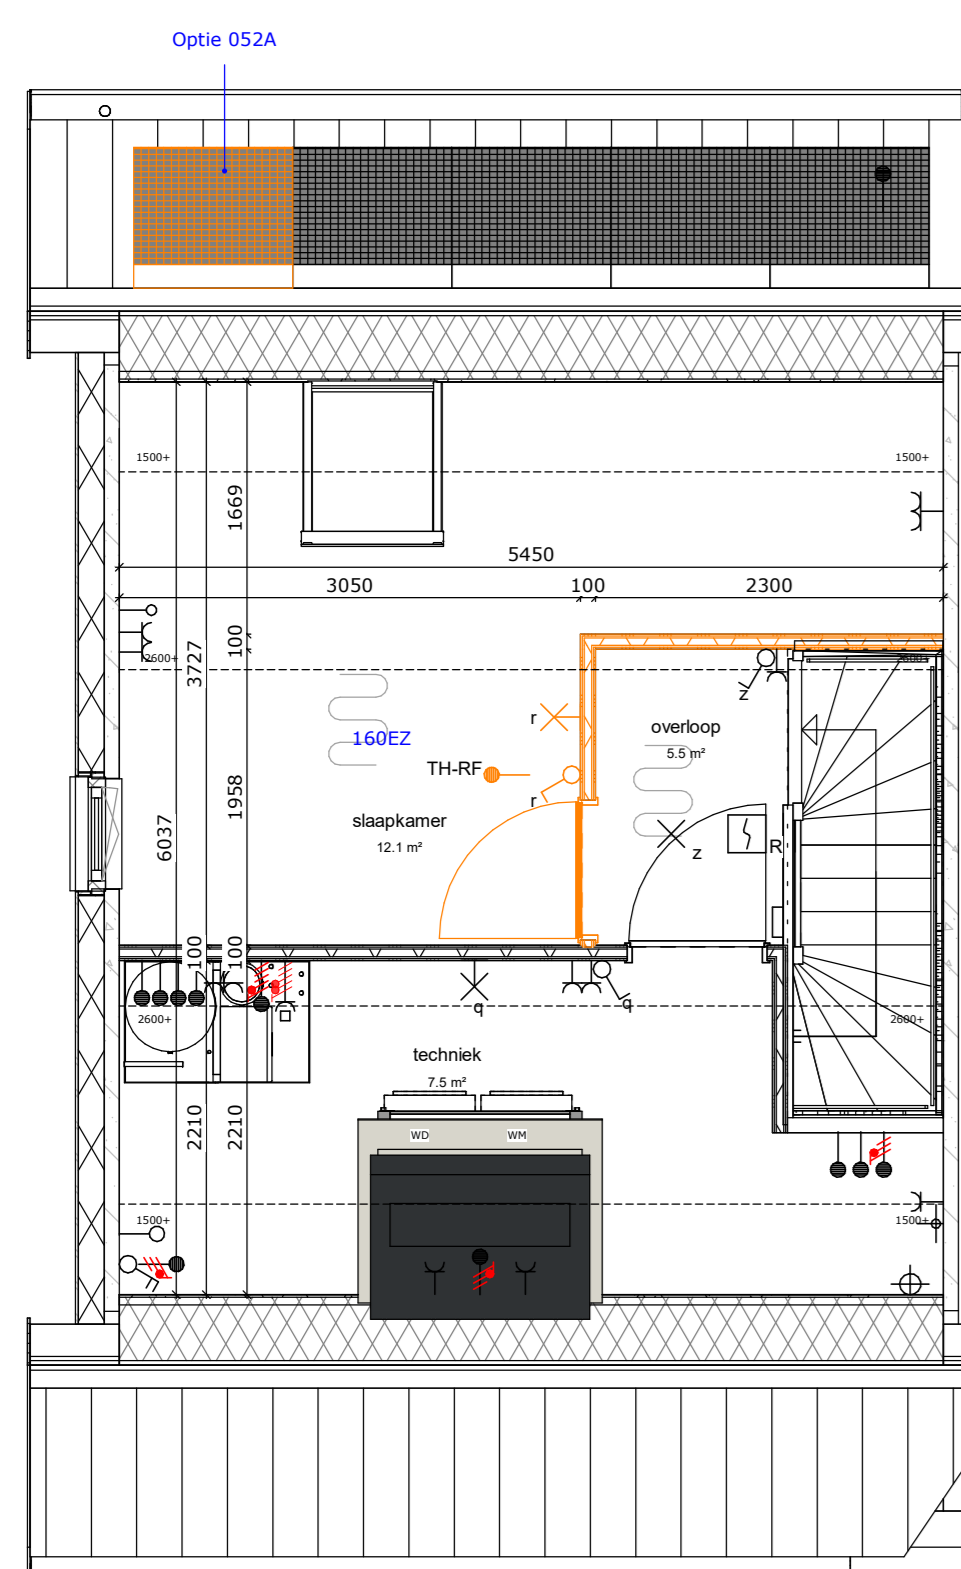 Optie 052A
1500+
1500+
1669
5450
3050
100
2300
100
3727
2600+
2600+
z
r
overloop
5.5 m²
160EZ
TH-RF
r
1958
slaapkamer
12.1 m²
6037
z
R
100
100
q
q
2600+
2600+
techniek
7.5 m²
2210
2210
WD
WM
1500+
1500+